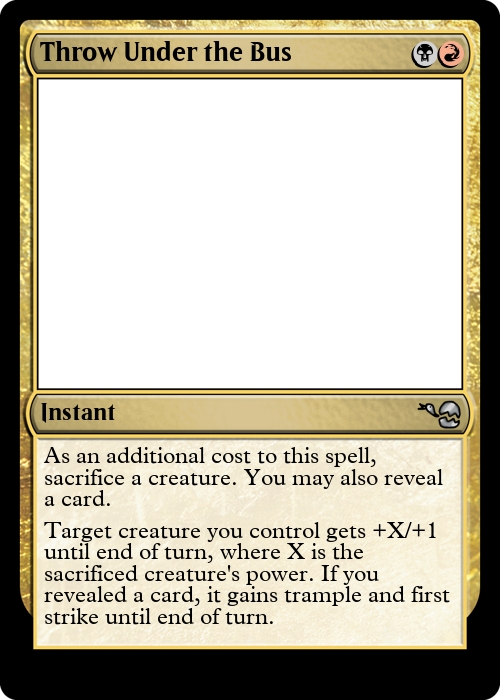 Throw Under the Bus
Instant
As an additional cost to this spell,
sacrifice a creature. You may also reveal
a card.
Target creature you control gets +X/+1
until end of turn, where X is the
sacrificed creature's power. If you
revealed a card, it gains trample and first
strike until end of turn.